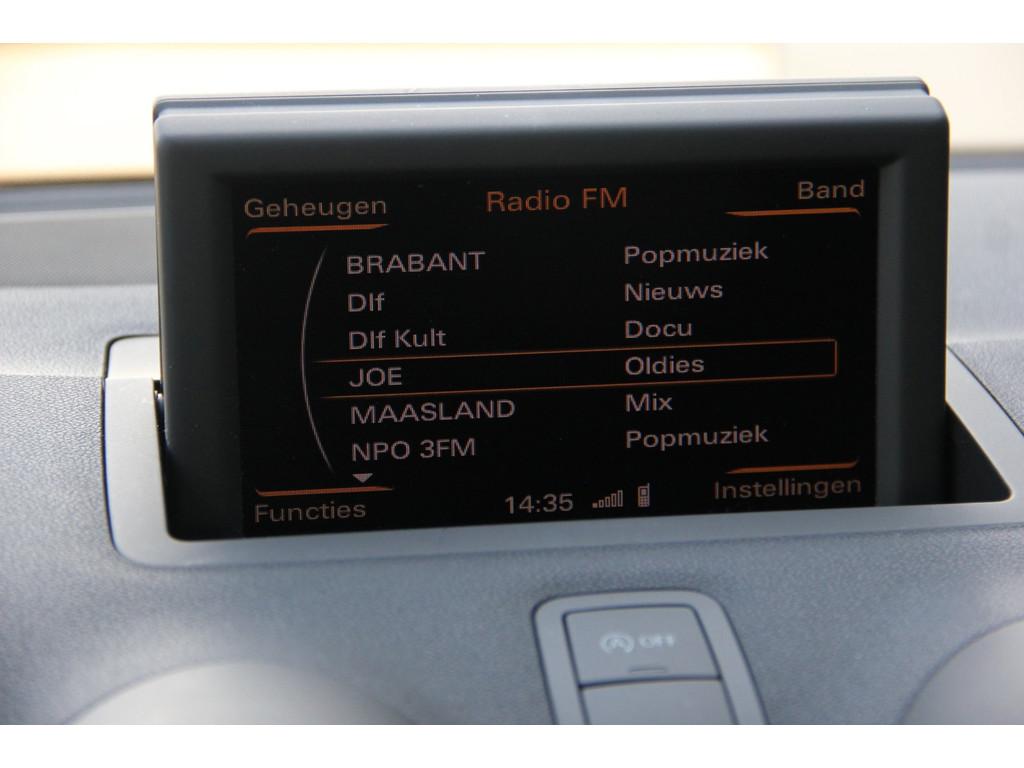 Geheugen Radio FM Band
BRABANT Popmuziek
Dlf Nieuws
Dlf Kult Docu
JOE Oldies
MAASLAND Mix
NPO 3FM Popmuziek
Functies 14:35 Instellingen
A OFF